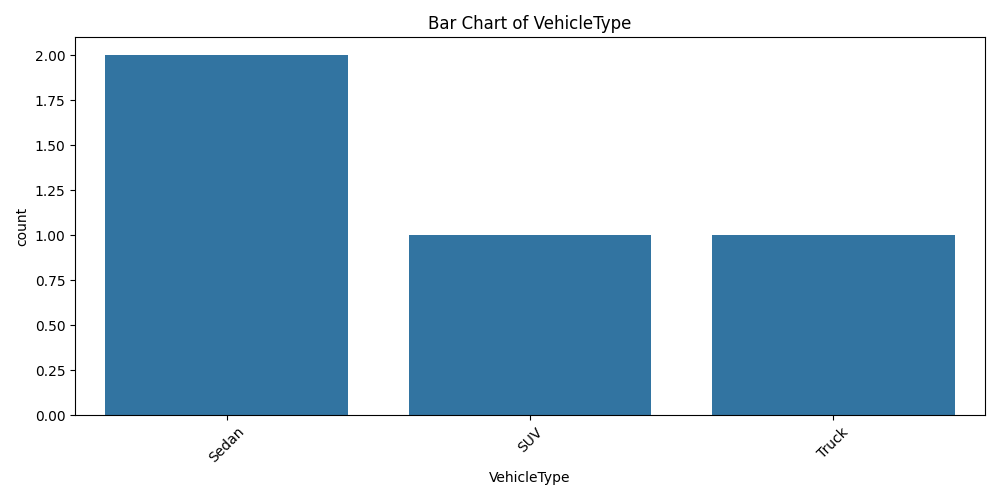 Bar Chart of VehicleType
2.00
1.75
1.50
1.25
1.00
0.75
0.50
0.25
0.00
count
Sedan
SUV
Truck
VehicleType